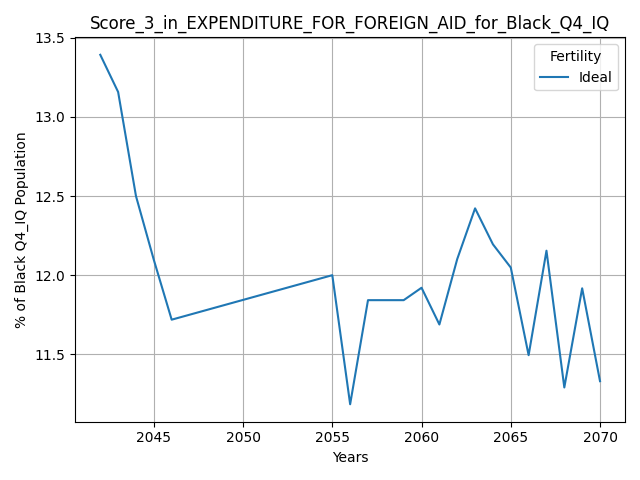 Score_3_in_EXPENDITURE_FOR_FOREIGN_AID_for_Black_Q4_IQ
Fertility
Ideal
% of Black Q4_IQ Population
13.5
13.0
12.5
12.0
11.5
2045 2050 2055 2060 2065 2070
Years